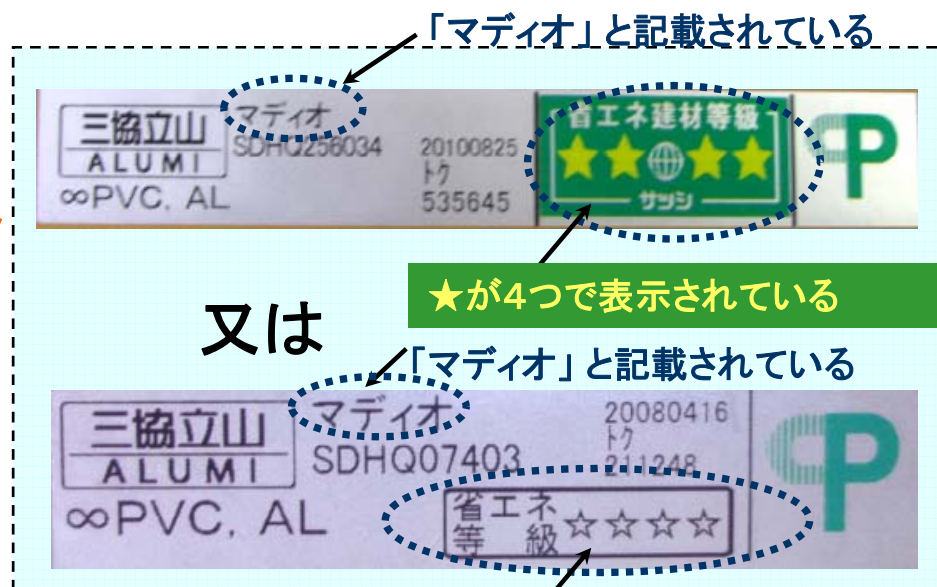 「マディオ」と記載されている
三協立山
ALUMI
∞PVC, AL
マディオ
SDHQ256034
20100825
トク
535645
省エネ建材等級
★★★★
サッシ
P
★が4つで表示されている
又は
「マディオ」と記載されている
三協立山
ALUMI
∞PVC, AL
マディオ
SDHQ07403
20080416
トク
211248
省エネ
等級 ☆☆☆☆
P